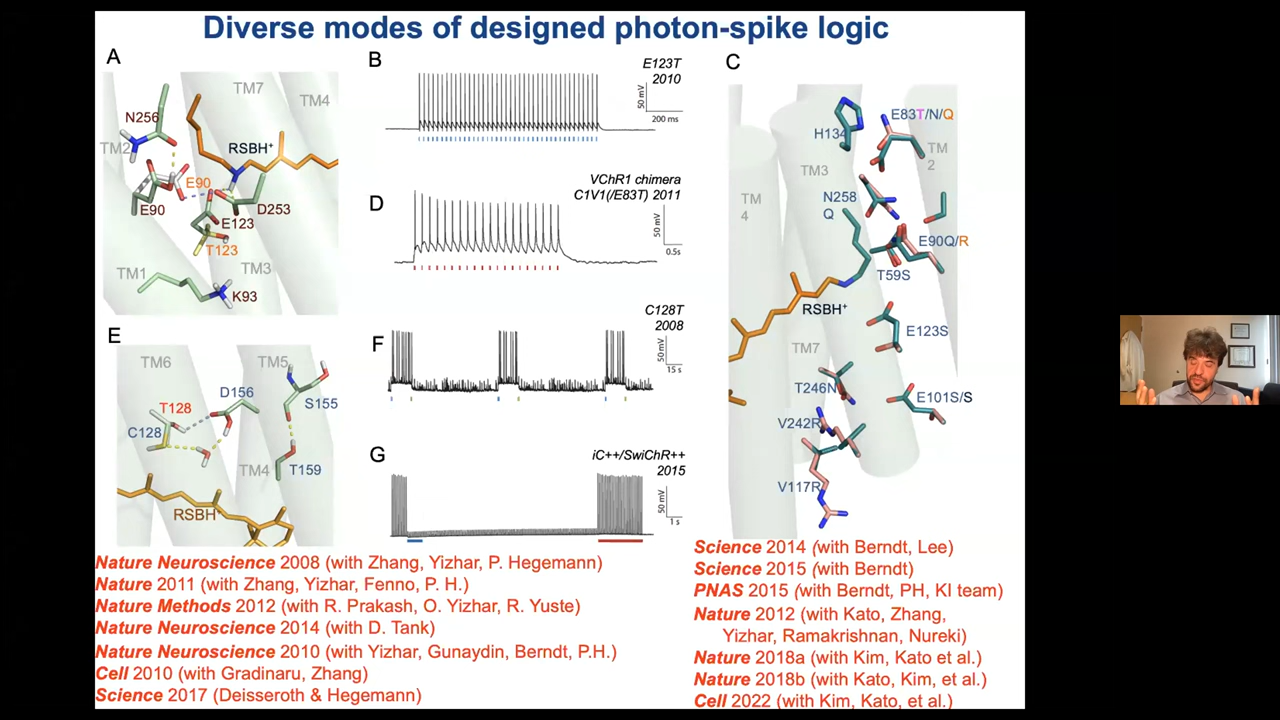 Diverse modes of designed photon-spike logic
A
TM7
TM4
N256
TM2
RSBH⁺
E90
E90
D253
E123
T123
TM1
TM3
K93
B
E123T
2010
50 mV
200 ms
D
VChR1 chimera
C1V1(/E83T) 2011
50 mV
0.5s
C
E83T/N/Q
H134
TM
2
TM3
TM
4
N258
Q
E90Q/R
T59S
RSBH⁺
E123S
TM7
T246N
E101S/S
V242R
V117R
E
TM6
TM5
D156
T128
S155
C128
TM4
T159
RSBH⁺
F
C128T
2008
50mV
15 s
G
iC++/SwiChR++
2015
50 mV
1 s
Nature Neuroscience 2008 (with Zhang, Yizhar, P. Hegemann)
Nature 2011 (with Zhang, Yizhar, Fenno, P. H.)
Nature Methods 2012 (with R. Prakash, O. Yizhar, R. Yuste)
Nature Neuroscience 2014 (with D. Tank)
Nature Neuroscience 2010 (with Yizhar, Gunaydin, Berndt, P.H.)
Cell 2010 (with Gradinaru, Zhang)
Science 2017 (Deisseroth & Hegemann)
Science 2014 (with Berndt, Lee)
Science 2015 (with Berndt)
PNAS 2015 (with Berndt, PH, KI team)
Nature 2012 (with Kato, Zhang,
Yizhar, Ramakrishnan, Nureki)
Nature 2018a (with Kim, Kato et al.)
Nature 2018b (with Kato, Kim, et al.)
Cell 2022 (with Kim, Kato, et al.)